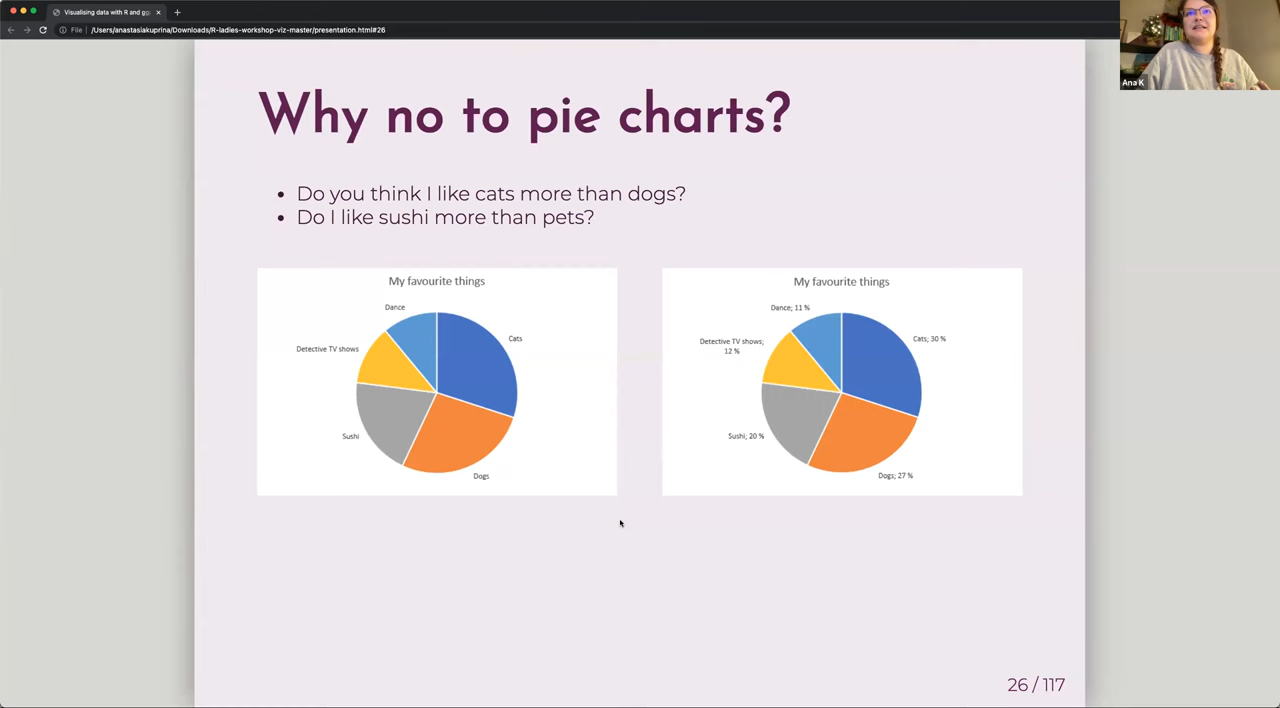 Visualising data with R and gg
File
/Users/anastasiakuprina/Downloads/R-ladies-workshop-viz-master/presentation.html#26
Ana K
Why no to pie charts?
• Do you think I like cats more than dogs?
• Do I like sushi more than pets?
My favourite things
Dance
Cats
Detective TV shows
Sushi
Dogs
My favourite things
Dance; 11 %
Cats; 30 %
Detective TV shows;
12 %
Sushi; 20 %
Dogs; 27 %
26 / 117